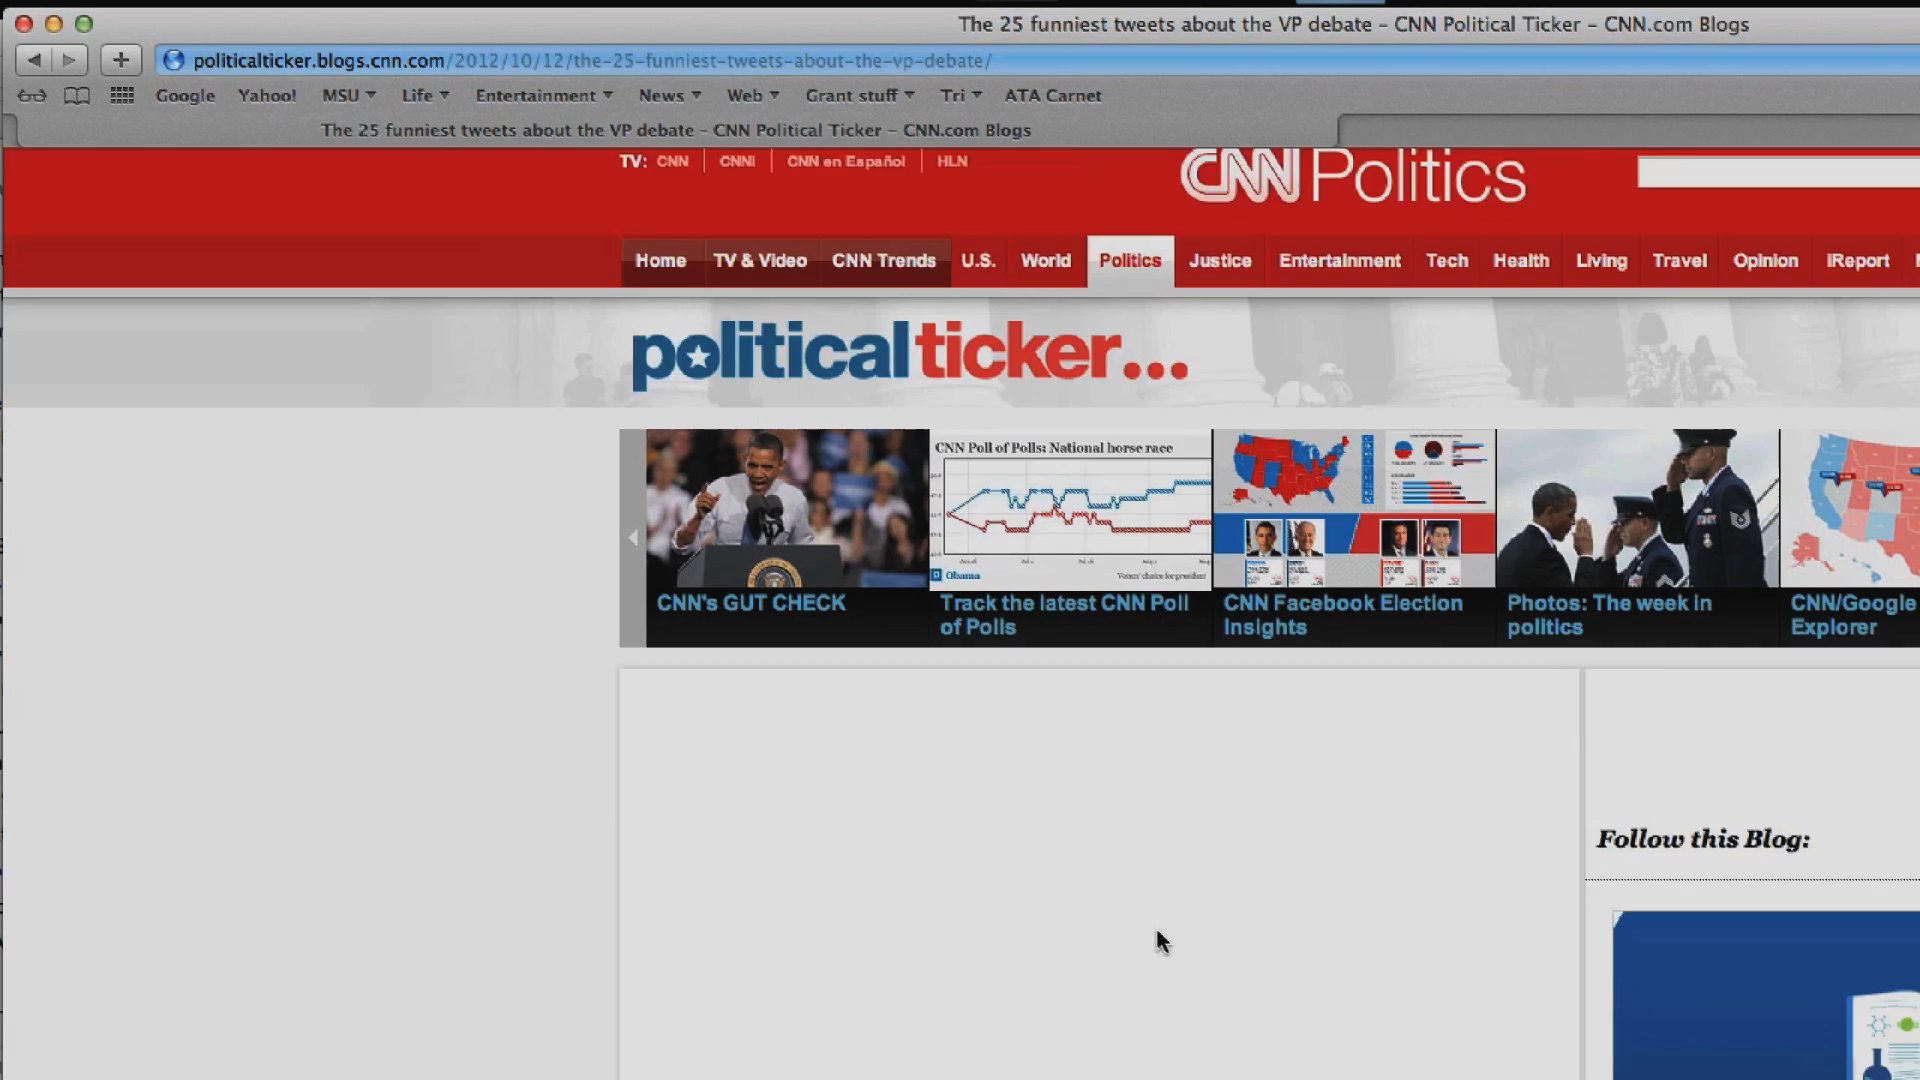 The 25 funniest tweets about the VP debate – CNN Political Ticker – CNN.com Blogs
politicalticker.blogs.cnn.com/2012/10/12/the-25-funniest-tweets-about-the-vp-debate/
Google Yahoo! MSU Life Entertainment News Web Grant stuff Tri ATA Carnet
The 25 funniest tweets about the VP debate – CNN Political Ticker – CNN.com Blogs
TV: CNN CNNI CNN en Español HLN
CNN Politics
Home TV & Video CNN Trends U.S. World Politics Justice Entertainment Tech Health Living Travel Opinion iReport
politicalticker...
CNN Poll of Polls: National horse race
Obama Voters' choice for president
CNN's GUT CHECK
Track the latest CNN Poll
of Polls
CNN Facebook Election
Insights
Photos: The week in
politics
CNN/Google
Explorer
Follow this Blog: